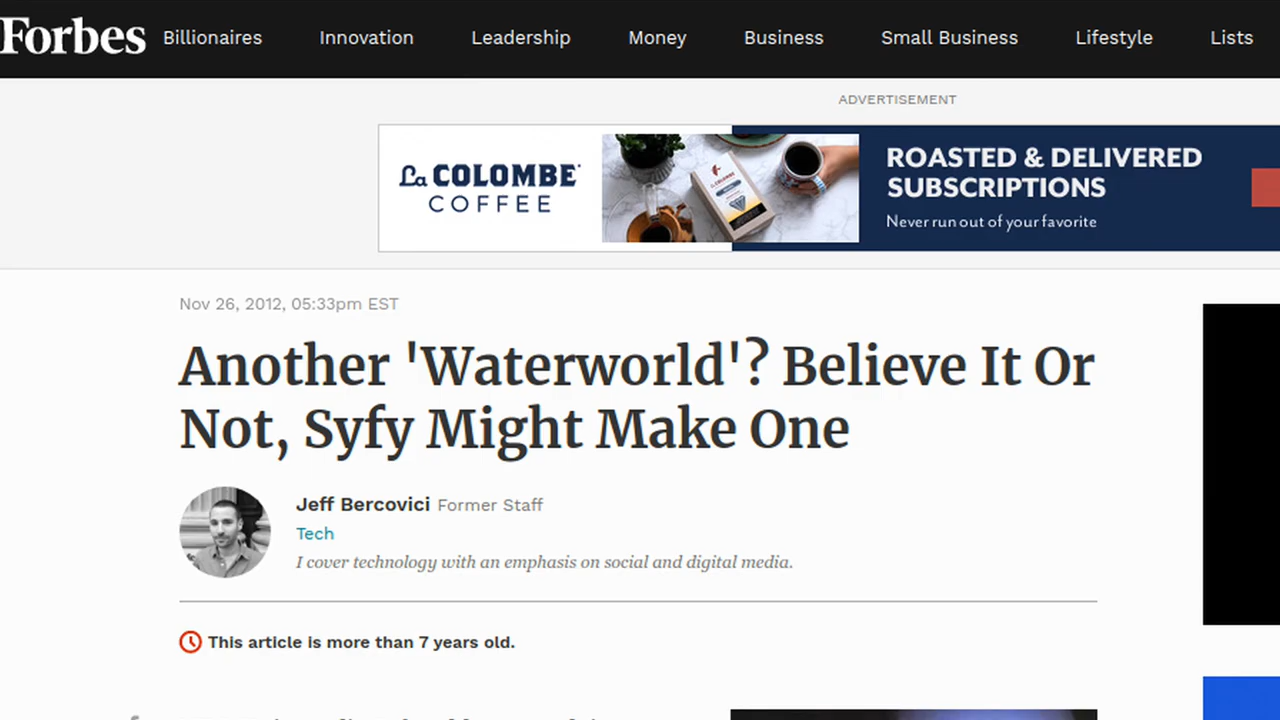 Forbes Billionaires Innovation Leadership Money Business Small Business Lifestyle Lists
ADVERTISEMENT
La COLOMBE
COFFEE
ROASTED & DELIVERED
SUBSCRIPTIONS
Never run out of your favorite
Nov 26, 2012, 05:33pm EST
Another 'Waterworld'? Believe It Or
Not, Syfy Might Make One
Jeff Bercovici Former Staff
Tech
I cover technology with an emphasis on social and digital media.
This article is more than 7 years old.